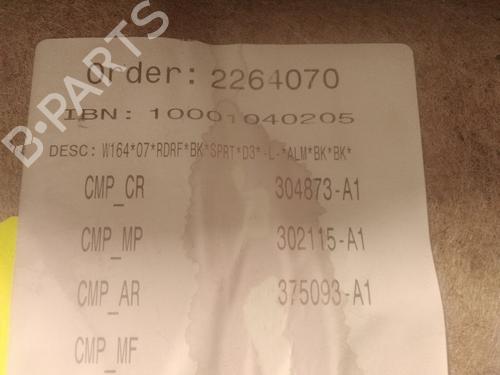 Order: 2264070
IBN: 10001040205
DESC: W164*07*RDRF*BK*SPRT*D3*-L-*ALM*BK*BK*
CMP_CR 304873-A1
CMP_MP 302115-A1
CMP_AR 375093-A1
CMP_MF
B-PARTS